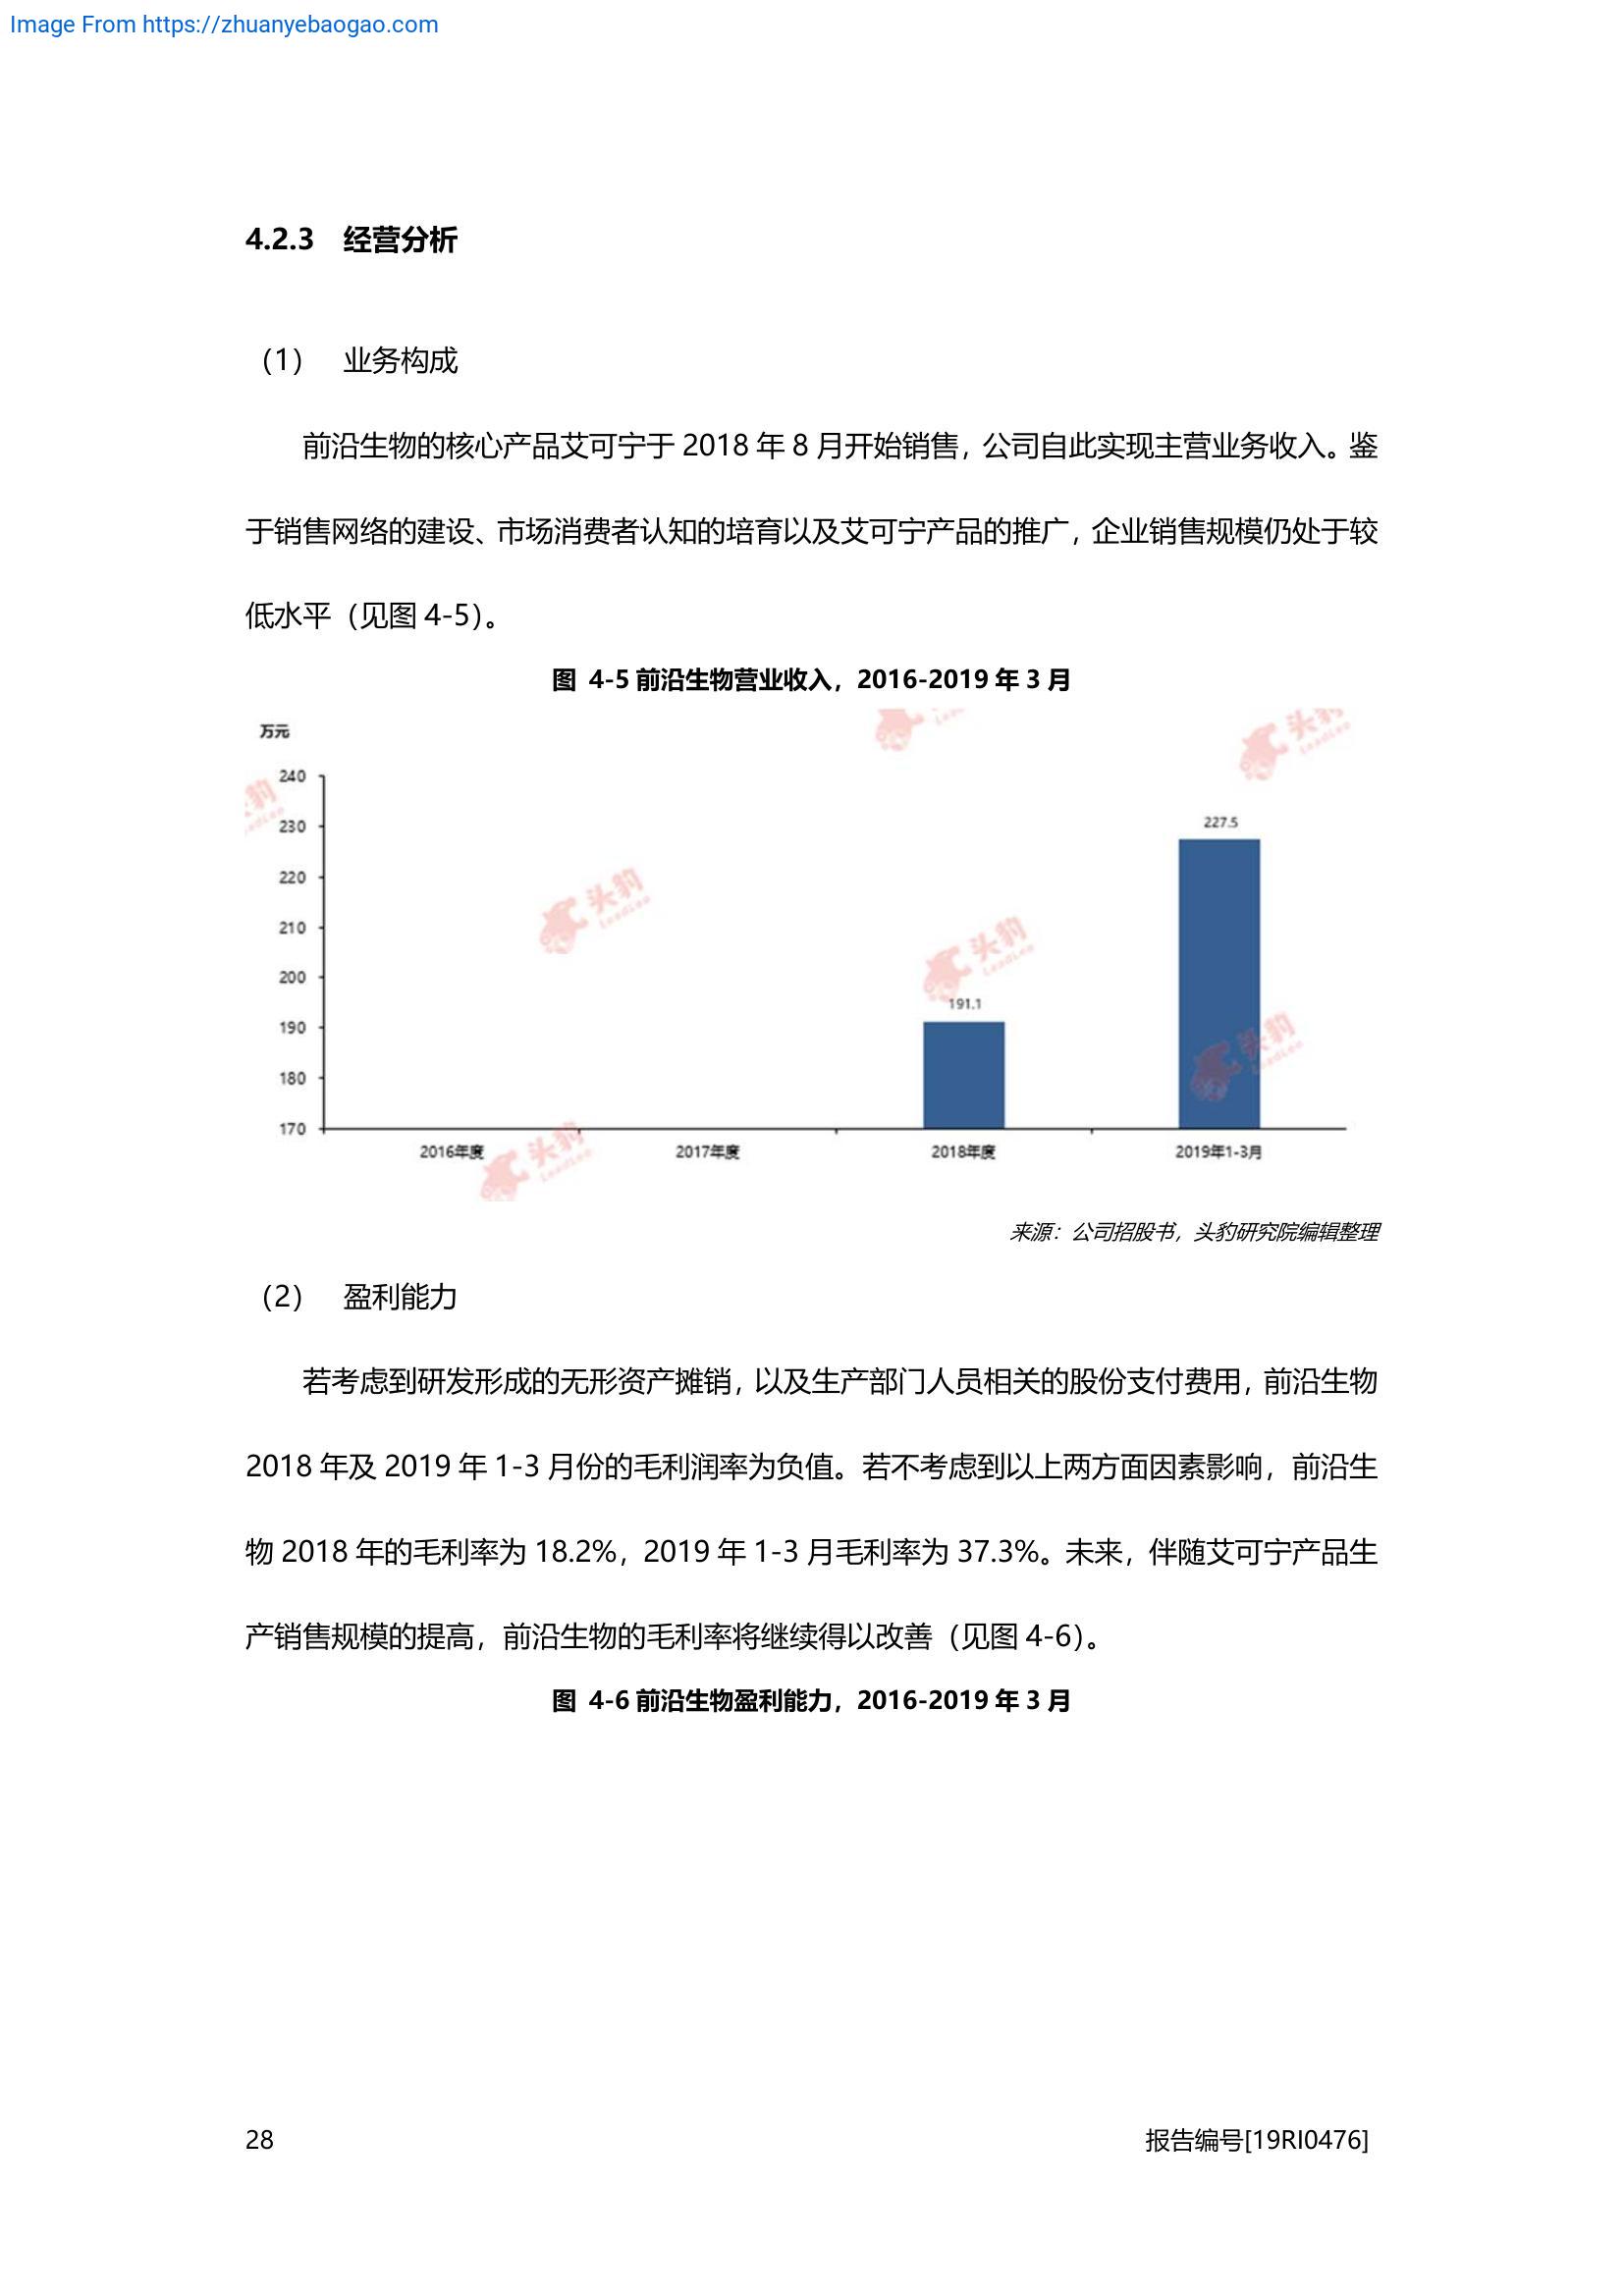 Image From https://zhuanyebaogao.com
4.2.3 经营分析
（1） 业务构成
前沿生物的核心产品艾可宁于 2018 年 8 月开始销售，公司自此实现主营业务收入。鉴
于销售网络的建设、市场消费者认知的培育以及艾可宁产品的推广，企业销售规模仍处于较
低水平（见图 4-5）。
图 4-5 前沿生物营业收入，2016-2019 年 3 月
万元
240
230
220
210
200
190
180
170
227.5
191.1
2016年度 2017年度 2018年度 2019年1-3月
头豹
LeadLeo
头豹
LeadLeo
头豹
LeadLeo
头豹
LeadLeo
头豹
LeadLeo
来源：公司招股书，头豹研究院编辑整理
（2） 盈利能力
若考虑到研发形成的无形资产摊销，以及生产部门人员相关的股份支付费用，前沿生物
2018 年及 2019 年 1-3 月份的毛利润率为负值。若不考虑到以上两方面因素影响，前沿生
物 2018 年的毛利率为 18.2%，2019 年 1-3 月毛利率为 37.3%。未来，伴随艾可宁产品生
产销售规模的提高，前沿生物的毛利率将继续得以改善（见图 4-6）。
图 4-6 前沿生物盈利能力，2016-2019 年 3 月
28 报告编号[19RI0476]